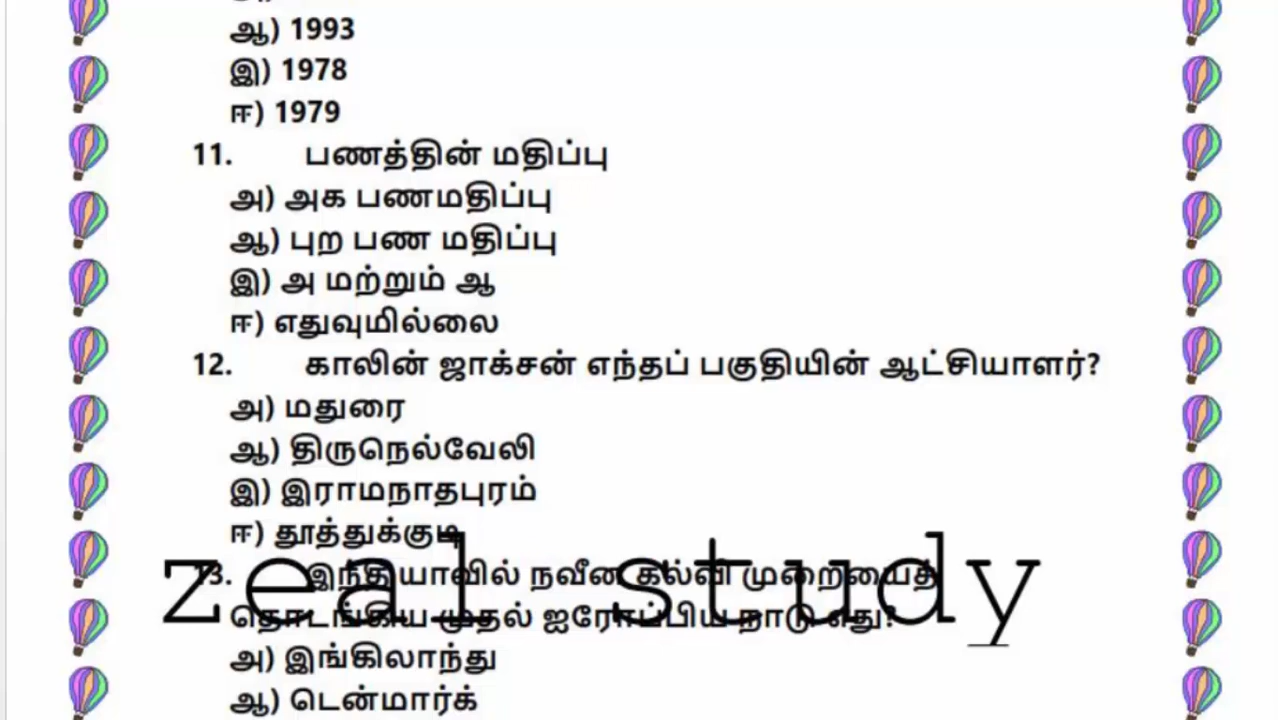 ஆ) 1993
இ) 1978
ஈ) 1979
11. பணத்தின் மதிப்பு
அ) அக பணமதிப்பு
ஆ) புற பண மதிப்பு
இ) அ மற்றும் ஆ
ஈ) எதுவுமில்லை
12. காலின் ஜாக்சன் எந்தப் பகுதியின் ஆட்சியாளர்?
அ) மதுரை
ஆ) திருநெல்வேலி
இ) இராமநாதபுரம்
ஈ) தூத்துக்குடி
13. இந்தியாவில் நவீன கல்வி முறையைத்
தொடங்கிய முதல் ஐரோப்பிய நாடு எது?
zeal study
அ) இங்கிலாந்து
ஆ) டென்மார்க்